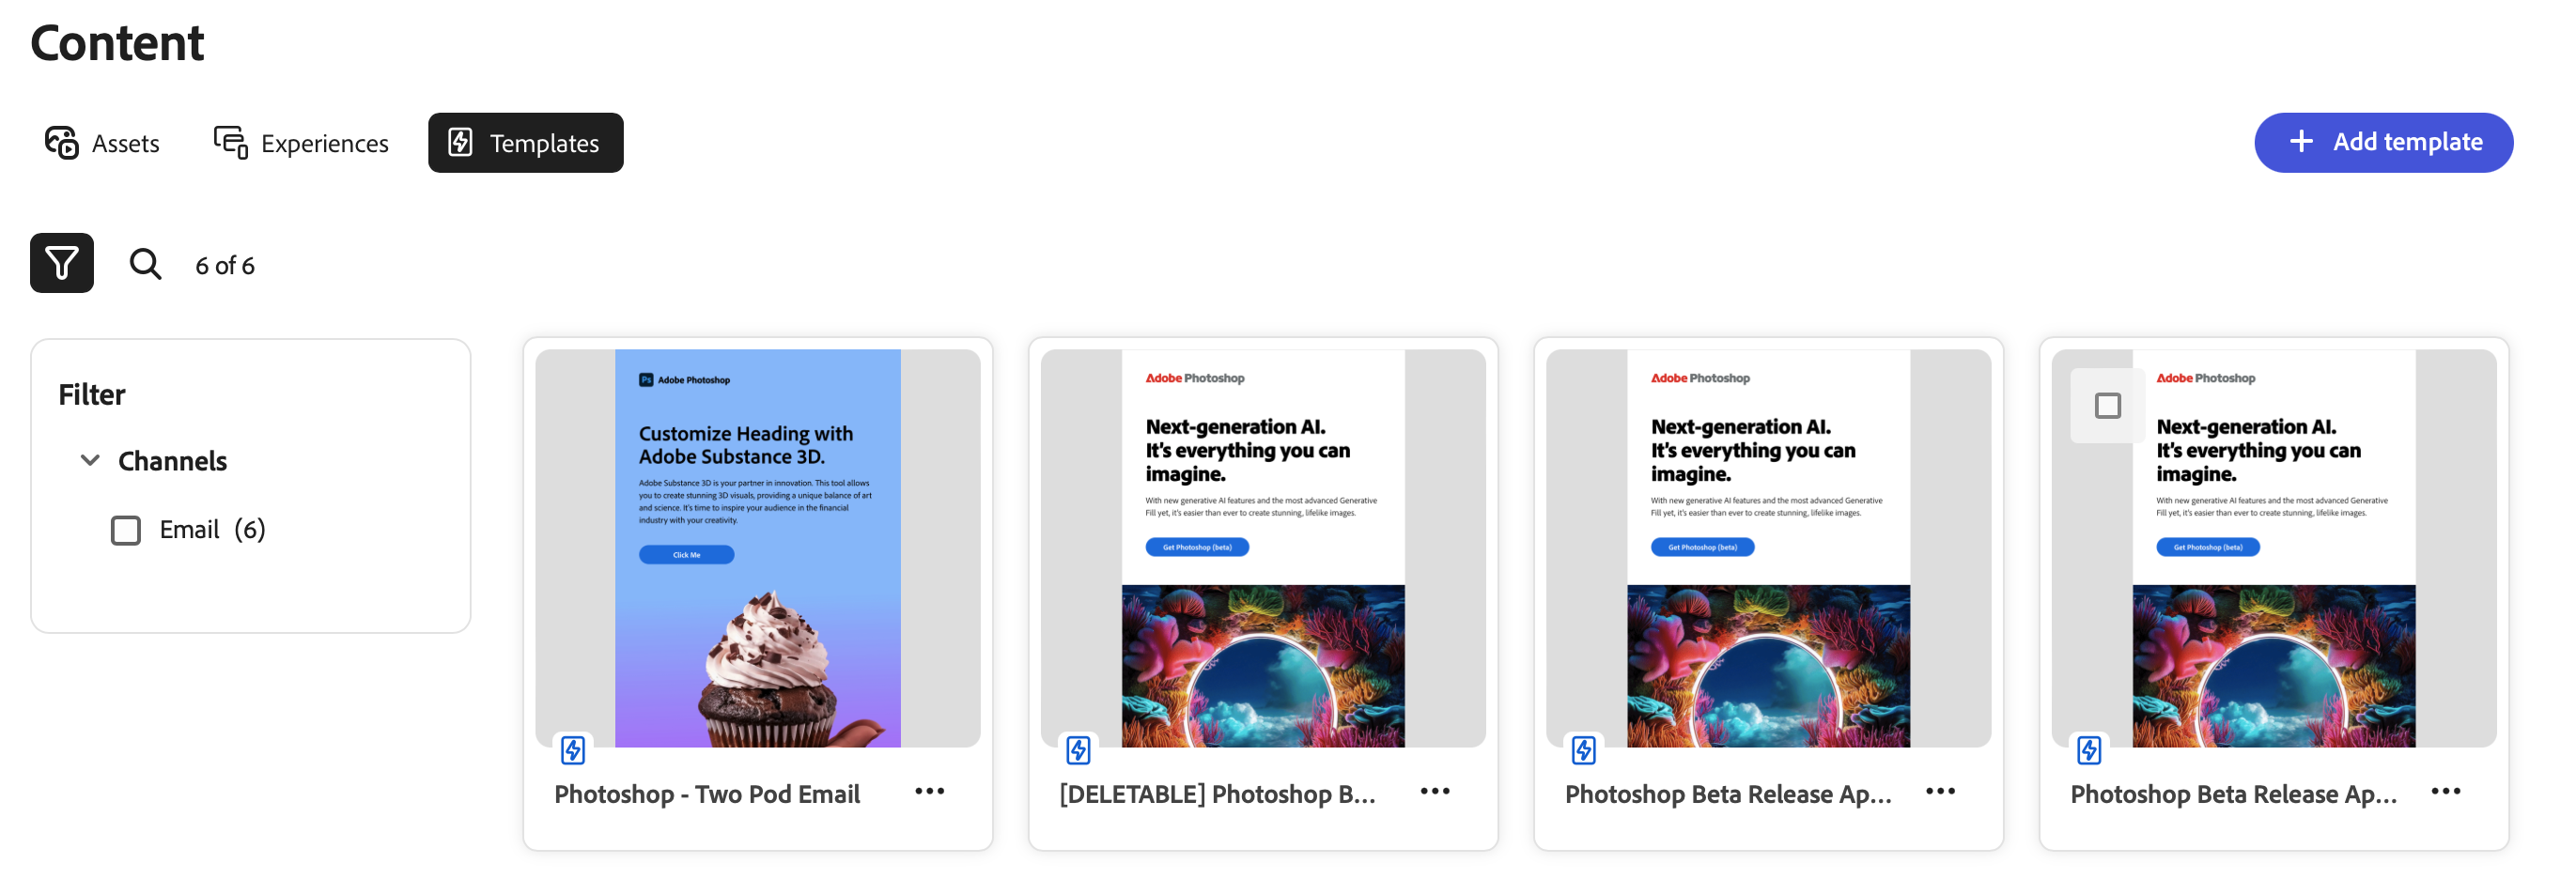 Content
Assets
Experiences
Templates
Add template
6 of 6
Filter
Channels
Email (6)
Ps Adobe Photoshop
Customize Heading with
Adobe Substance 3D.
Adobe Substance 3D is your partner in innovation. This tool allows
you to create stunning 3D visuals, providing a unique balance of art
and science. It's time to inspire your audience in the financial
industry with your creativity.
Click Me
Photoshop - Two Pod Email
Adobe Photoshop
Next-generation AI.
It's everything you can
imagine.
With new generative AI features and the most advanced Generative
Fill yet, it's easier than ever to create stunning, lifelike images.
Get Photoshop (beta)
[DELETABLE] Photoshop B...
Adobe Photoshop
Next-generation AI.
It's everything you can
imagine.
With new generative AI features and the most advanced Generative
Fill yet, it's easier than ever to create stunning, lifelike images.
Get Photoshop (beta)
Photoshop Beta Release Ap...
Adobe Photoshop
Next-generation AI.
It's everything you can
imagine.
With new generative AI features and the most advanced Generative
Fill yet, it's easier than ever to create stunning, lifelike images.
Get Photoshop (beta)
Photoshop Beta Release Ap...